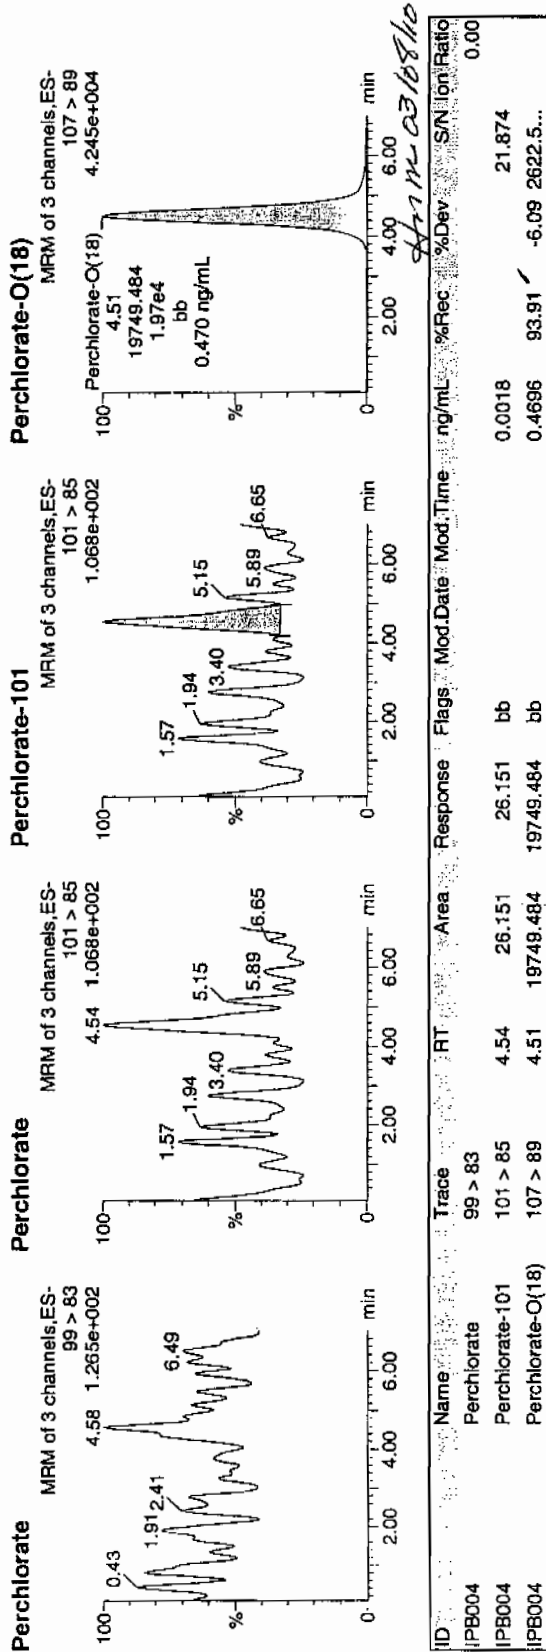 Perchlorate
MRM of 3 channels,ES-
99 > 83
4.58 1.265e+002
100
0.43
1.91
2.41
6.49
%
0
2.00 4.00 6.00 min
Perchlorate
MRM of 3 channels,ES-
101 > 85
4.54 1.068e+002
100
1.57
1.94
3.40
5.15
5.89
6.65
%
0
2.00 4.00 6.00 min
Perchlorate-101
MRM of 3 channels,ES-
101 > 85
1.068e+002
100
1.57
1.94
3.40
5.15
5.89
6.65
%
0
2.00 4.00 6.00 min
Perchlorate-O(18)
MRM of 3 channels,ES-
107 > 89
4.245e+004
100
Perchlorate-O(18)
4.51
19749.484
1.97e4
bb
0.470 ng/mL
%
0
2.00 4.00 6.00 min
03/08/10
ID Name Trace RT Area Response Flags Mod.Date Mod.Time ng/mL %Rec %Dev S/N Ion Ratio
IPB004 Perchlorate 99 > 83 0.00
IPB004 Perchlorate-101 101 > 85 4.54 26.151 26.151 bb 0.0018 21.874
IPB004 Perchlorate-O(18) 107 > 89 4.51 19749.484 19749.484 bb 0.4696 93.91 -6.09 2622.5...